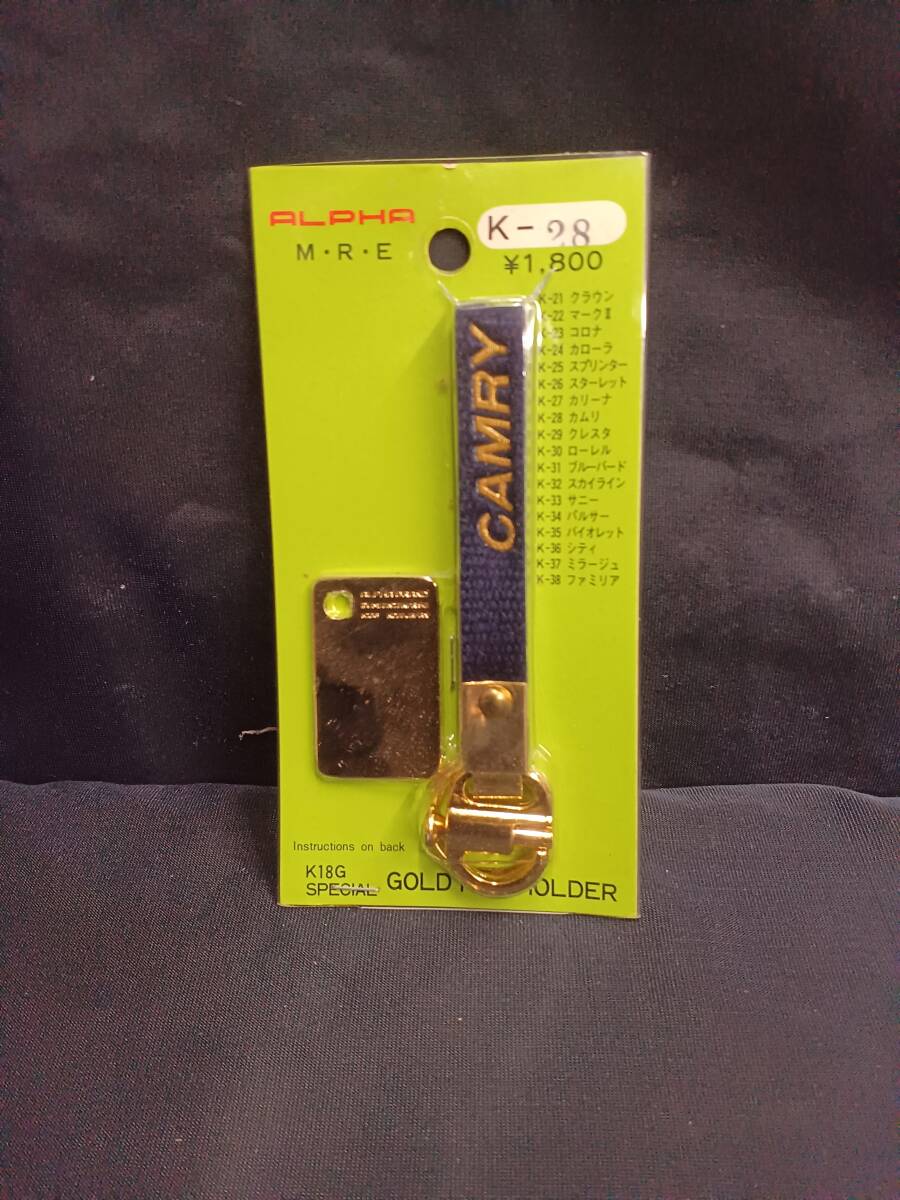 ALPHA
M・R・E
K-28
¥1,800
K-21 クラウン
K-22 マークⅡ
K-23 コロナ
K-24 カローラ
K-25 スプリンター
K-26 スターレット
K-27 カリーナ
K-28 カムリ
K-29 クレスタ
K-30 ローレル
K-31 ブルーバード
K-32 スカイライン
K-33 サニー
K-34 パルサー
K-35 バイオレット
K-36 シティ
K-37 ミラージュ
K-38 ファミリア
CAMRY
Instructions on back
K18G
SPECIAL GOLD HOLDER